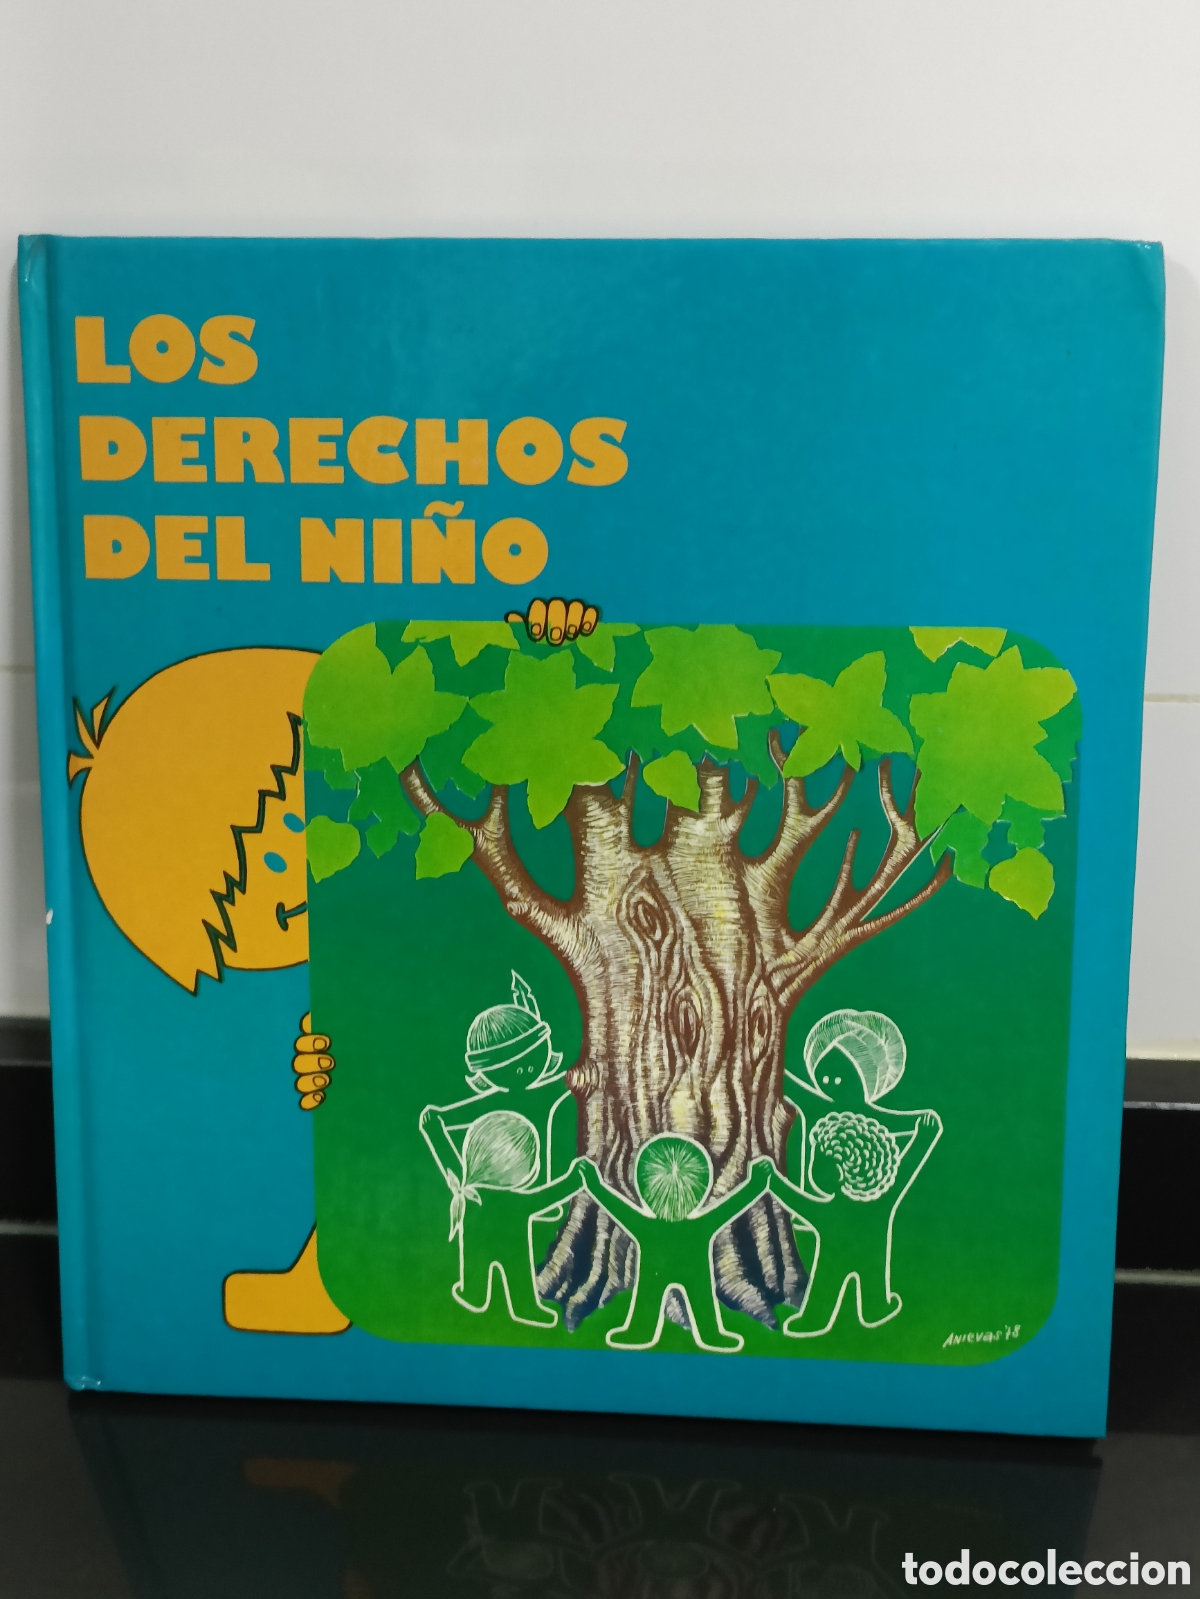 LOS
DERECHOS
DEL NIÑO
ANIEVAS '78
todocoleccion